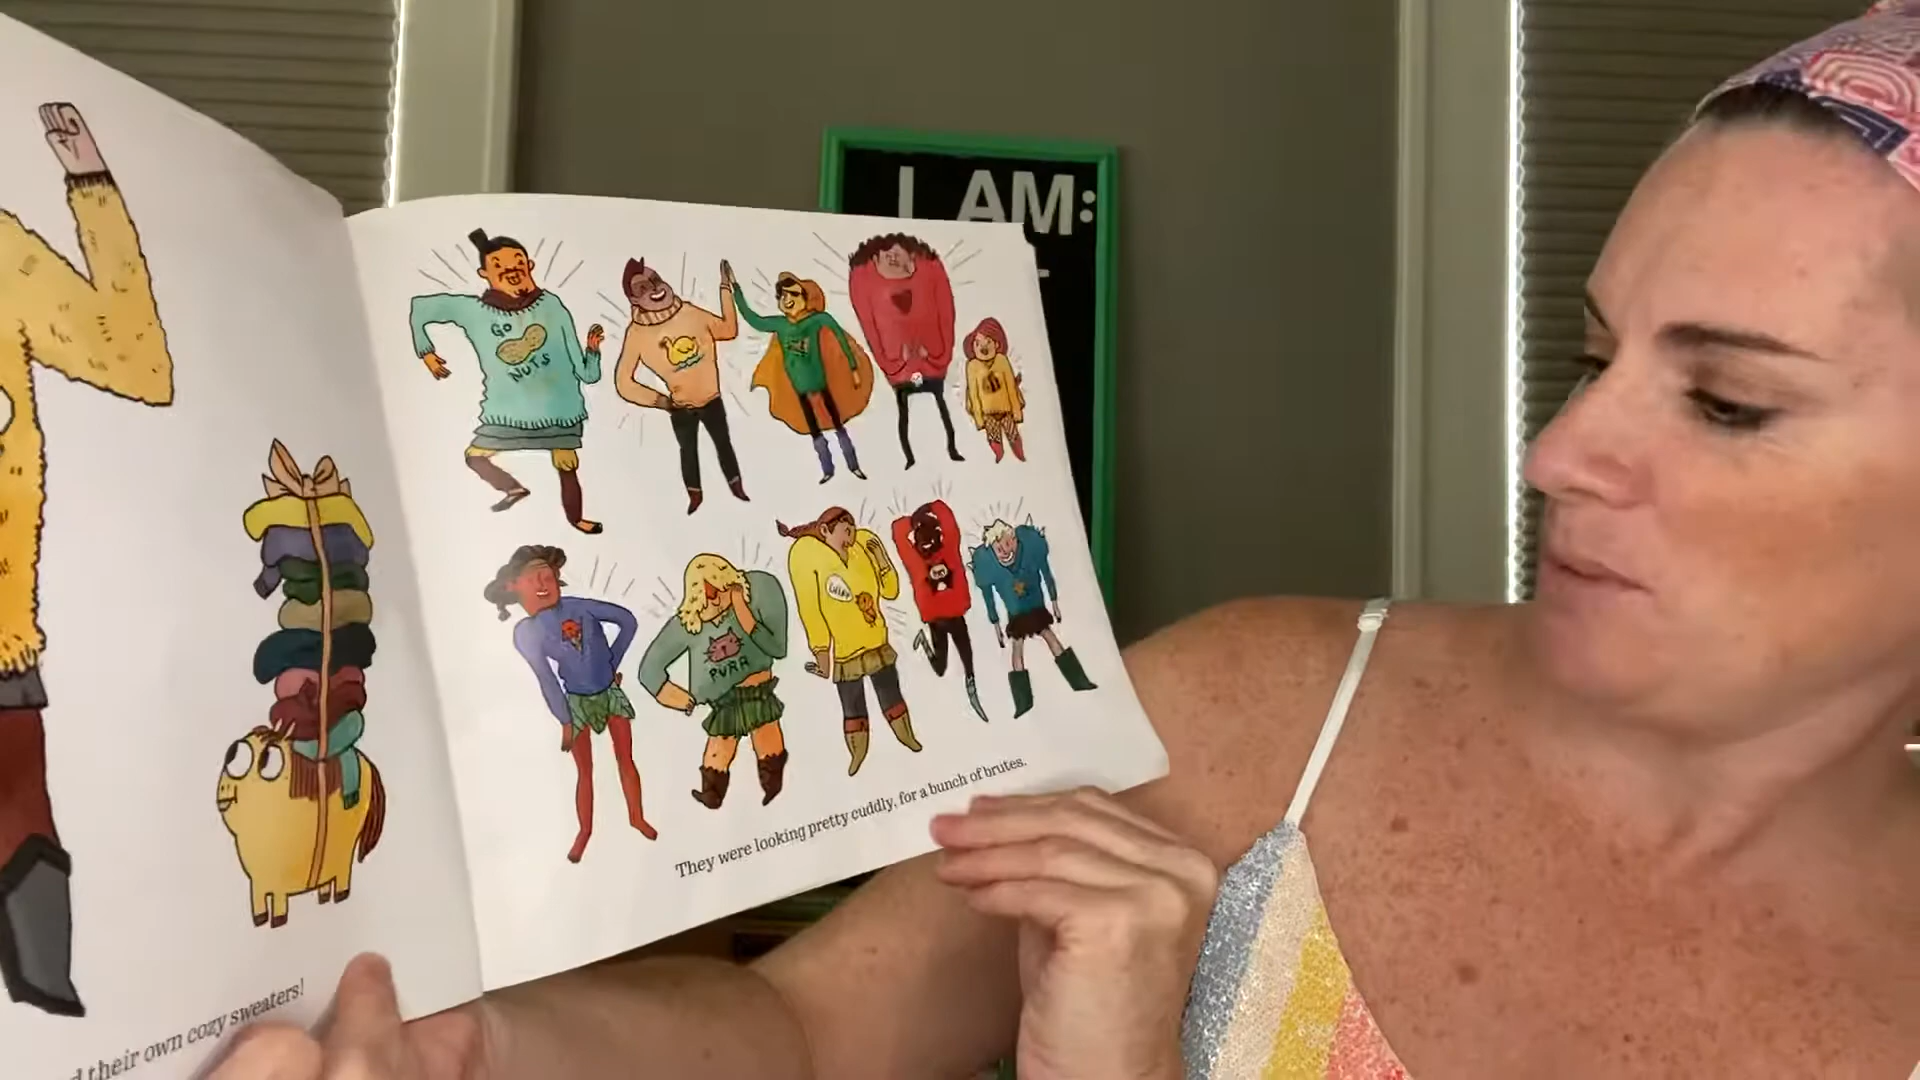 I AM:
GO
NUTS
PURR
their own cozy sweaters!
They were looking pretty cuddly, for a bunch of brutes.